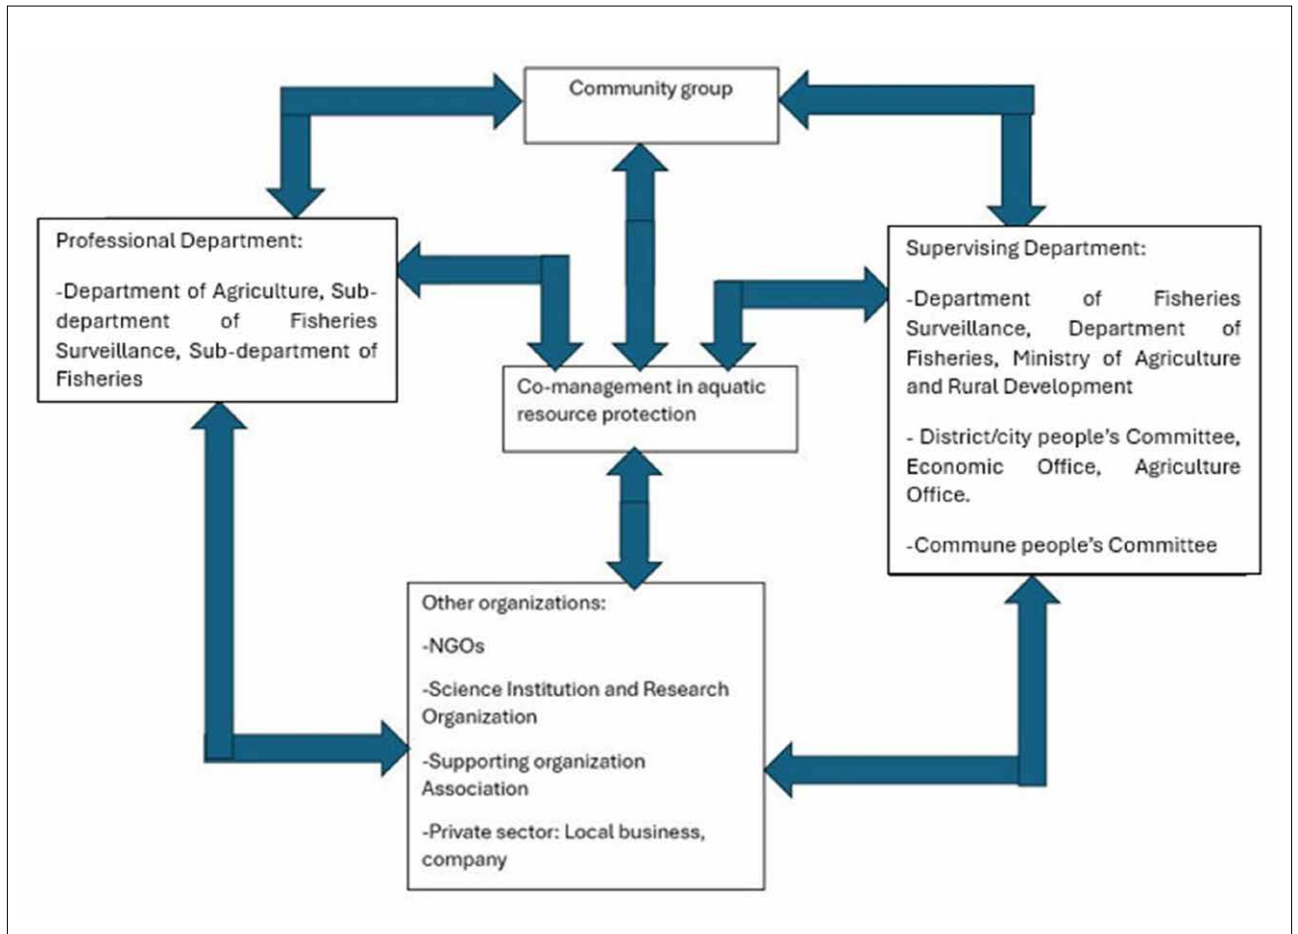 Community group
Professional Department:
-Department of Agriculture, Sub-
department of Fisheries
Surveillance, Sub-department of
Fisheries
Supervising Department:
-Department of Fisheries
Surveillance, Department of
Fisheries, Ministry of Agriculture
and Rural Development
- District/city people's Committee,
Economic Office, Agriculture
Office.
-Commune people's Committee
Co-management in aquatic
resource protection
Other organizations:
-NGOs
-Science Institution and Research
Organization
-Supporting organization
Association
-Private sector: Local business,
company